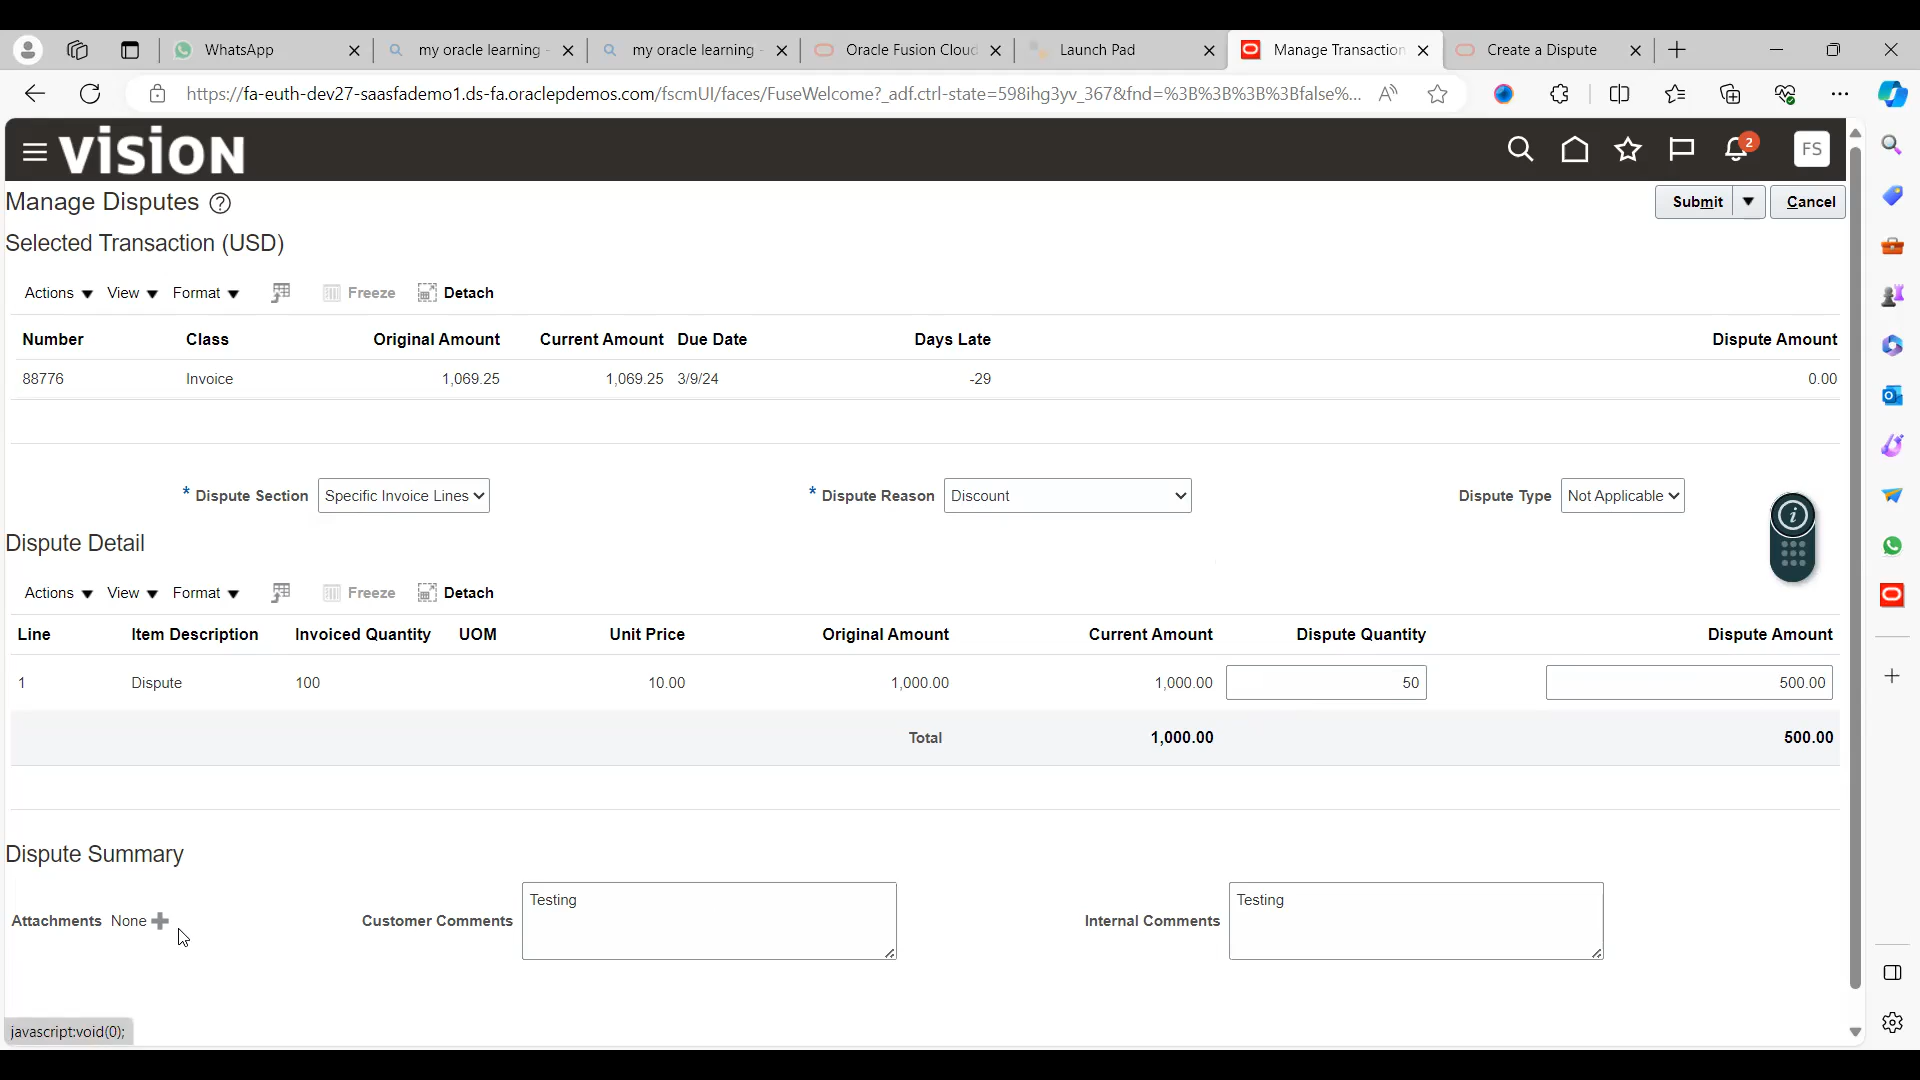 WhatsApp
my oracle learning -
my oracle learning -
Oracle Fusion Cloud
Launch Pad
Manage Transaction
Create a Dispute
https://fa-euth-dev27-saasfademo1.ds-fa.oraclepdemos.com/fscmUI/faces/FuseWelcome?_adf.ctrl-state=598ihg3yv_367&fnd=%3B%3B%3B%3Bfalse%...
VISION
2
FS
Manage Disputes
Submit
Cancel
Selected Transaction (USD)
Actions View Format Freeze Detach
Number Class Original Amount Current Amount Due Date Days Late Dispute Amount
88776 Invoice 1,069.25 1,069.25 3/9/24 -29 0.00
* Dispute Section Specific Invoice Lines * Dispute Reason Discount Dispute Type Not Applicable
Dispute Detail
Actions View Format Freeze Detach
Line Item Description Invoiced Quantity UOM Unit Price Original Amount Current Amount Dispute Quantity Dispute Amount
1 Dispute 100 10.00 1,000.00 1,000.00 50 500.00
Total 1,000.00 500.00
Dispute Summary
Attachments None Customer Comments Testing Internal Comments Testing
javascript:void(0);